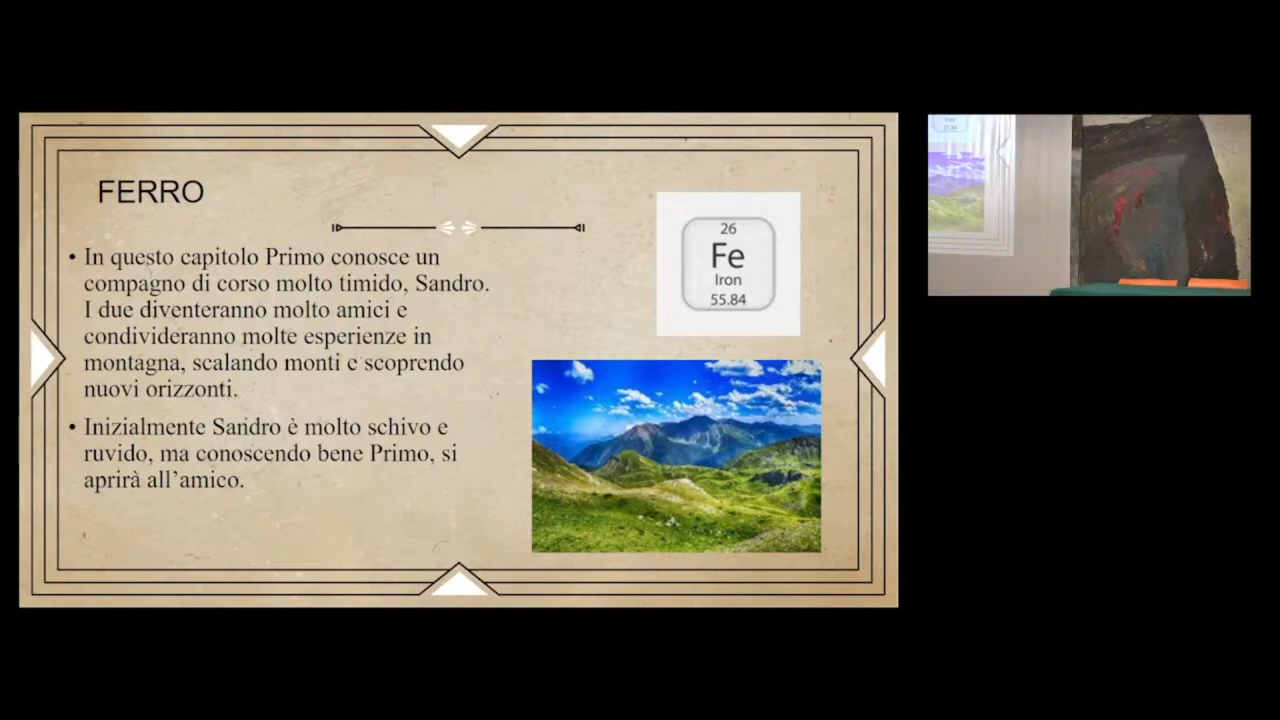 FERRO
• In questo capitolo Primo conosce un
compagno di corso molto timido, Sandro.
I due diventeranno molto amici e
condivideranno molte esperienze in
montagna, scalando monti e scoprendo
nuovi orizzonti.
• Inizialmente Sandro è molto schivo e
ruvido, ma conoscendo bene Primo, si
aprirà all’amico.
26
Fe
Iron
55.84